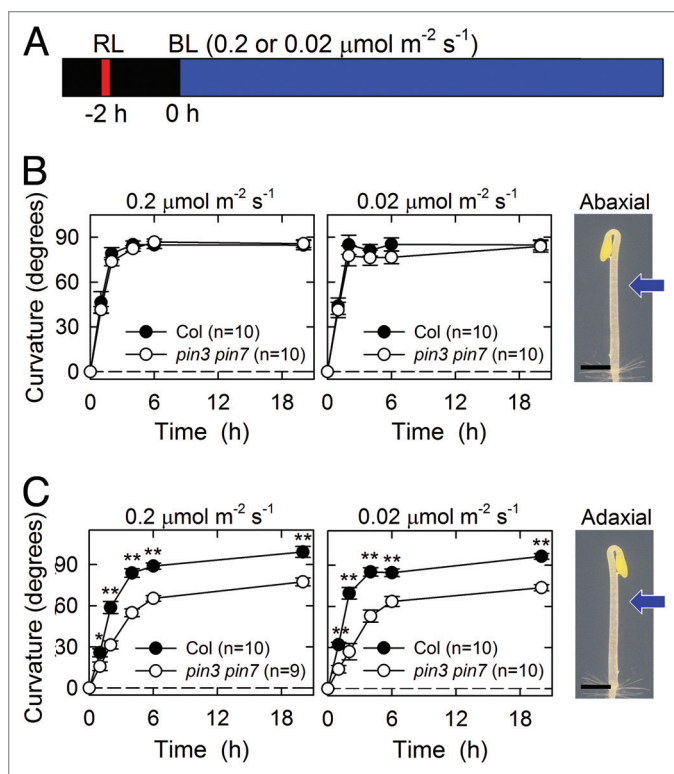 A
RL BL (0.2 or 0.02 μmol m-2 s-1)
-2 h 0 h
B
0.2 μmol m-2 s-1 0.02 μmol m-2 s-1 Abaxial
Curvature (degrees)
90
60
30
0
Col (n=10)
pin3 pin7 (n=10)
0 6 12 18
Time (h)
Col (n=10)
pin3 pin7 (n=10)
0 6 12 18
Time (h)
C
0.2 μmol m-2 s-1 0.02 μmol m-2 s-1 Adaxial
Curvature (degrees)
90
60
30
0
* ** ** ** **
Col (n=10)
pin3 pin7 (n=9)
0 6 12 18
Time (h)
** ** ** ** **
Col (n=10)
pin3 pin7 (n=10)
0 6 12 18
Time (h)